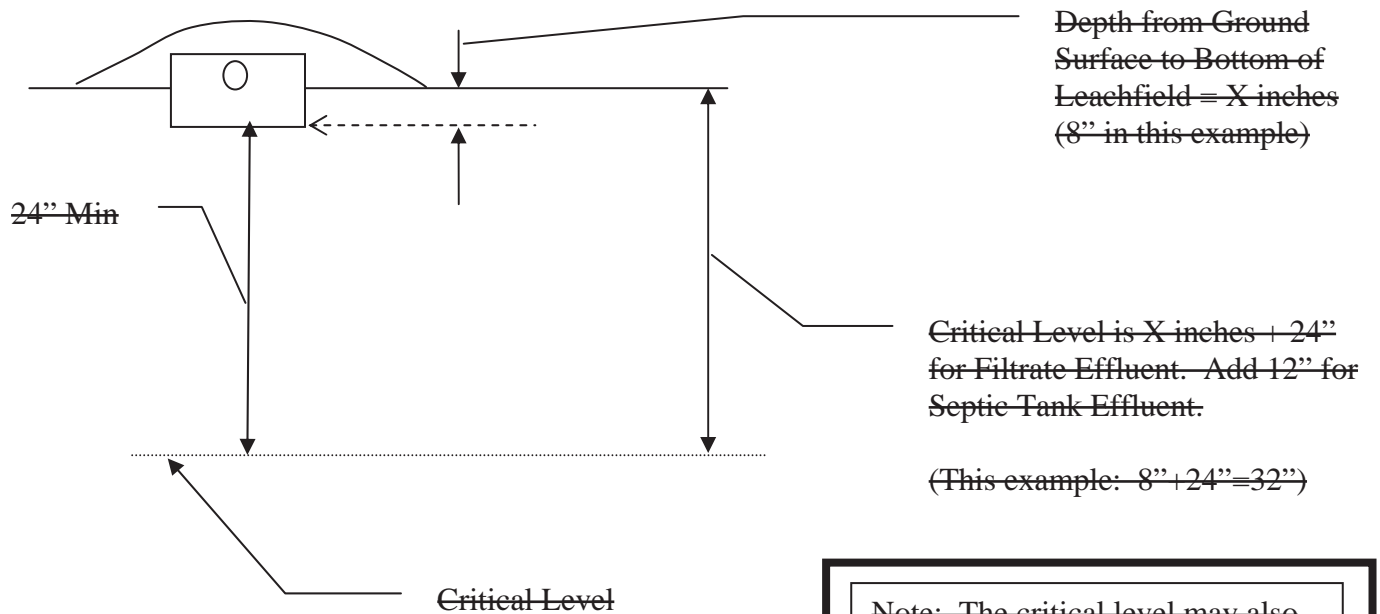 Depth from Ground
Surface to Bottom of
Leachfield = X inches
(8” in this example)
24” Min
Critical Level is X inches + 24”
for Filtrate Effluent.  Add 12” for
Septic Tank Effluent.
(This example:  8”+24”=32”)
Critical Level
Note:  The critical level may also